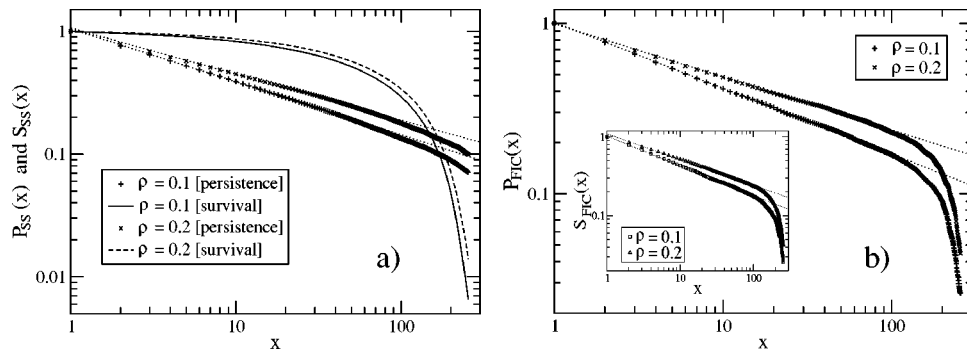 P_SS(x) and S_SS(x)
1
0.1
0.01
ρ = 0.1 [persistence]
ρ = 0.1 [survival]
ρ = 0.2 [persistence]
ρ = 0.2 [survival]
a)
1 10 100
x
P_FIC(x)
1
0.1
ρ = 0.1
ρ = 0.2
S_FIC(x)
1
0.1
ρ = 0.1
ρ = 0.2
1 10 100
x
b)
1 10 100
x